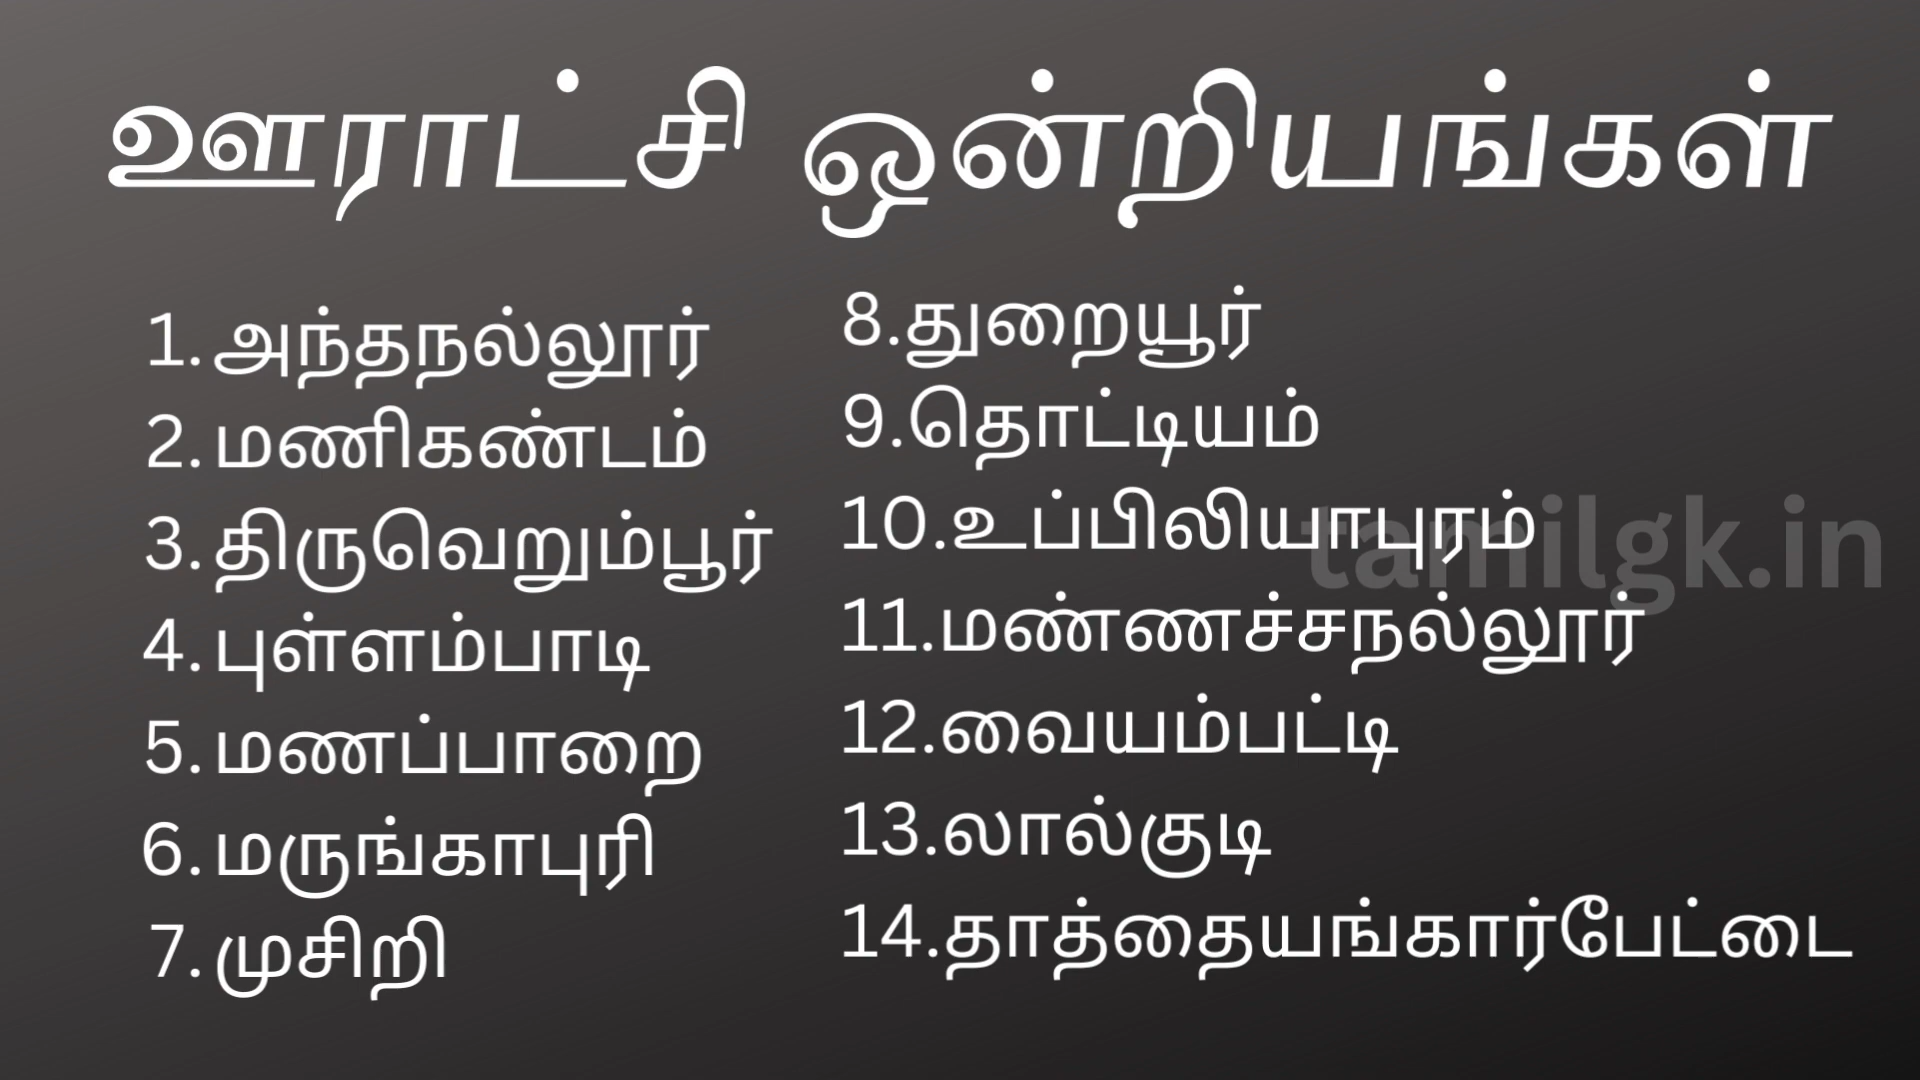 ஊராட்சி ஒன்றியங்கள்
1. அந்தநல்லூர்
2. மணிகண்டம்
3. திருவெறும்பூர்
4. புள்ளம்பாடி
5. மணப்பாறை
6. மருங்காபுரி
7. முசிறி
8.துறையூர்
9.தொட்டியம்
10.உப்பிலியாபுரம்
11.மண்ணச்சநல்லூர்
12.வையம்பட்டி
13.லால்குடி
14.தாத்தையங்கார்பேட்டை
tamilgk.in